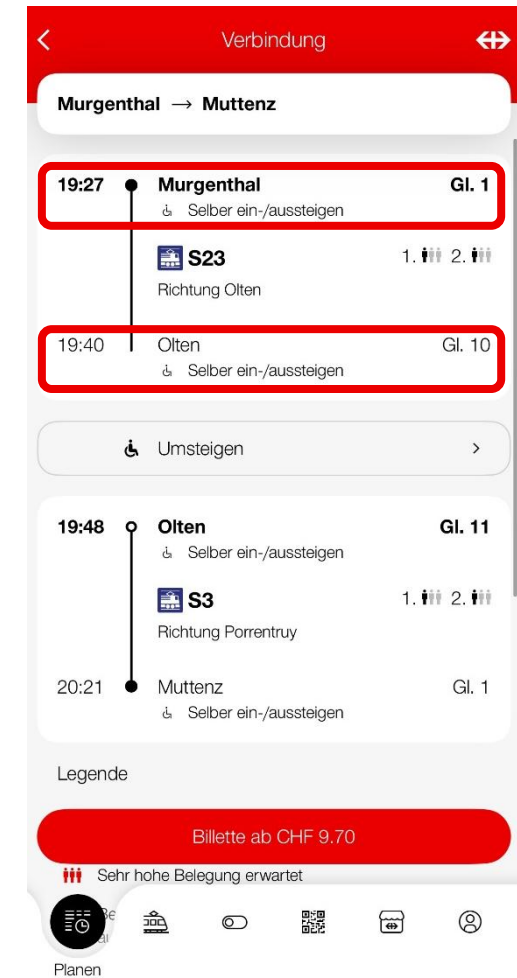 Verbindung
Murgenthal → Muttenz
19:27 Murgenthal Gl. 1
Selber ein-/aussteigen
S23 1. 2.
Richtung Olten
19:40 Olten Gl. 10
Selber ein-/aussteigen
Umsteigen
19:48 Olten Gl. 11
Selber ein-/aussteigen
S3 1. 2.
Richtung Porrentruy
20:21 Muttenz Gl. 1
Selber ein-/aussteigen
Legende
Billette ab CHF 9.70
Sehr hohe Belegung erwartet
Planen